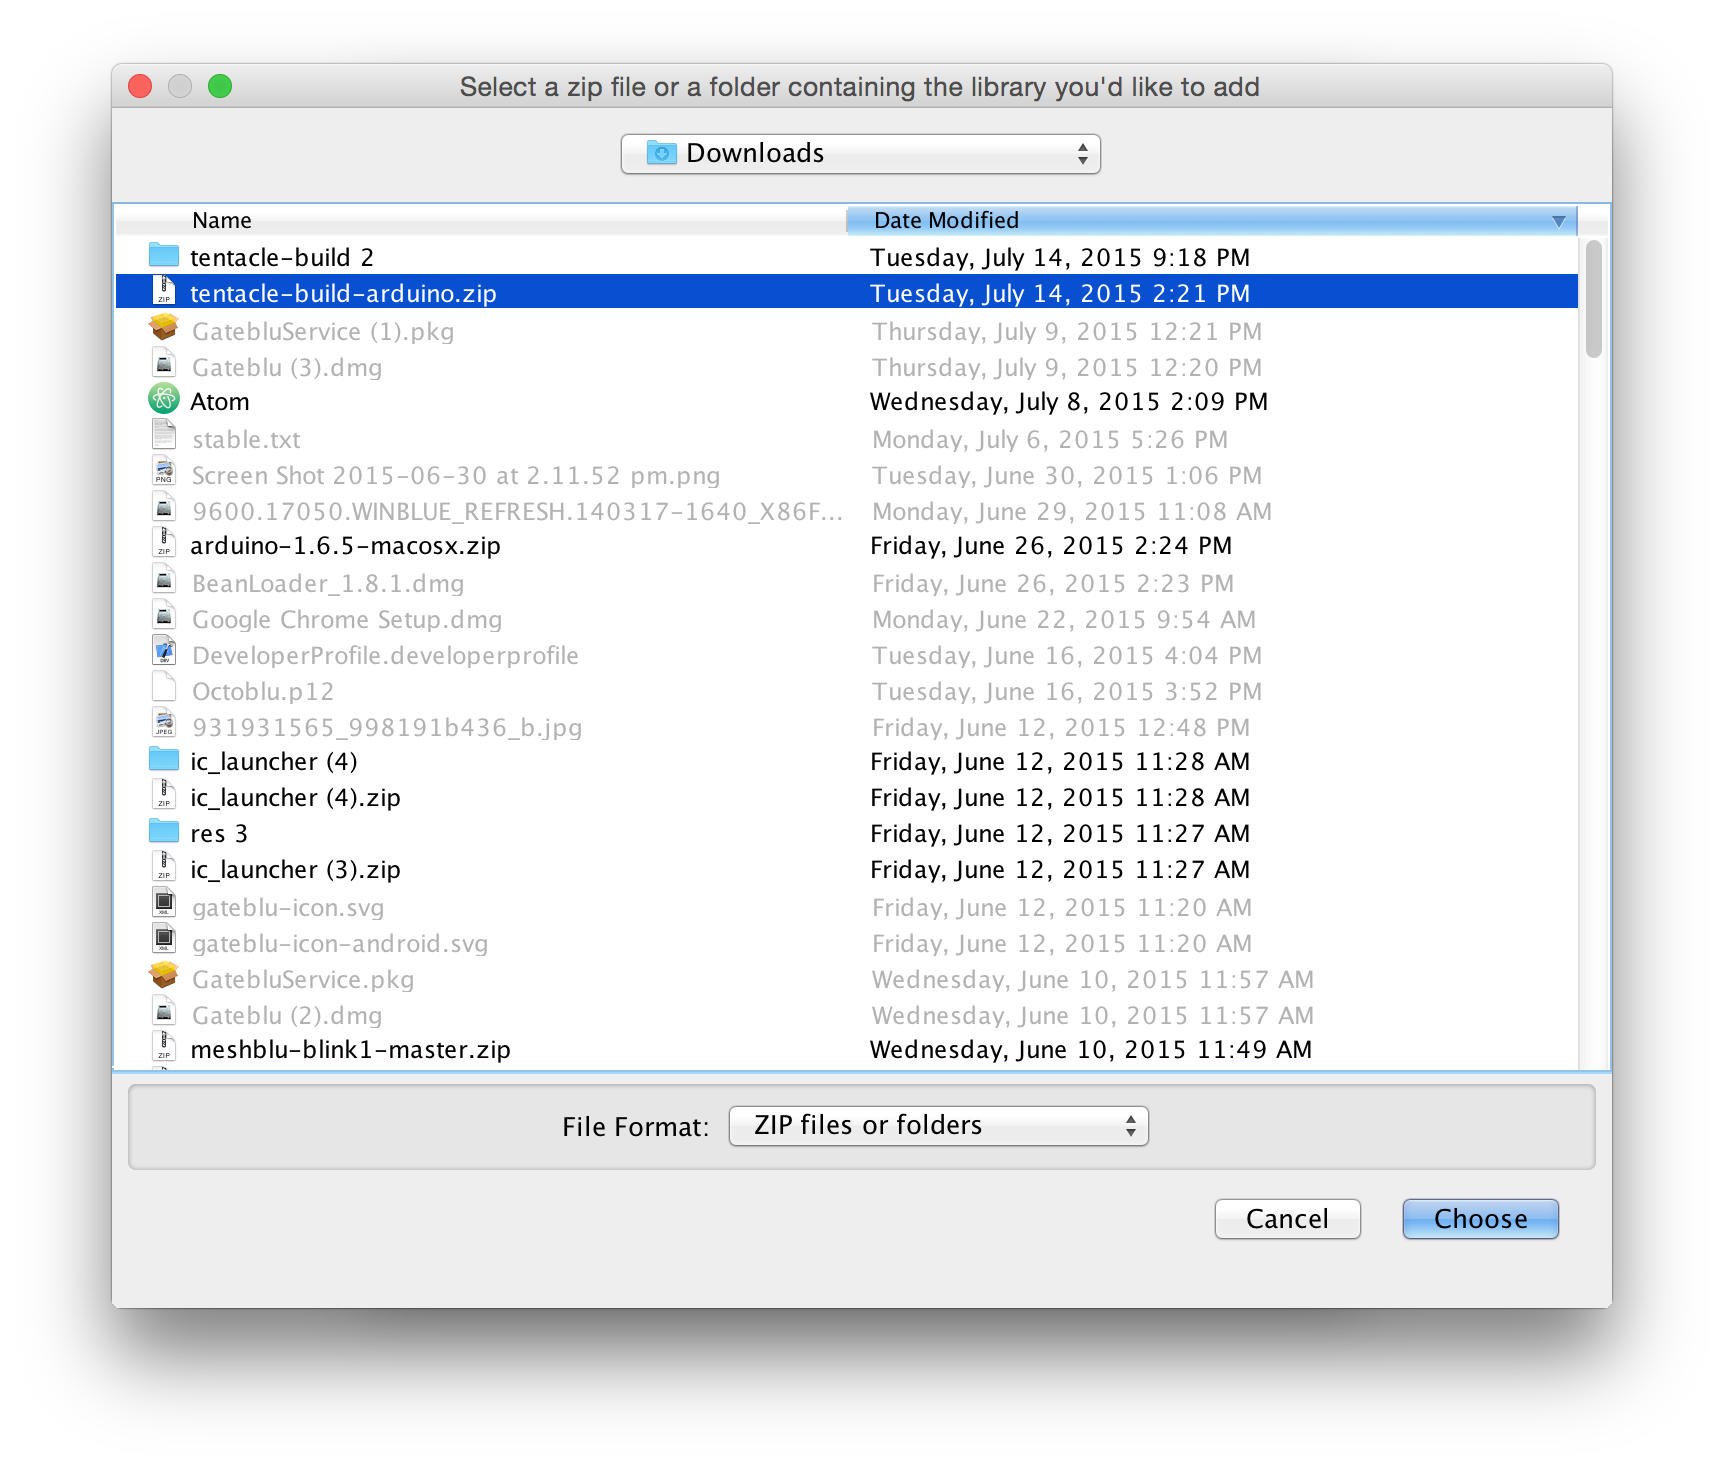 Select a zip file or a folder containing the library you'd like to add
Downloads
Name Date Modified
tentacle-build 2 Tuesday, July 14, 2015 9:18 PM
ZIP tentacle-build-arduino.zip Tuesday, July 14, 2015 2:21 PM
GatebluService (1).pkg Thursday, July 9, 2015 12:21 PM
Gateblu (3).dmg Thursday, July 9, 2015 12:20 PM
Atom Wednesday, July 8, 2015 2:09 PM
stable.txt Monday, July 6, 2015 5:26 PM
PNG Screen Shot 2015-06-30 at 2.11.52 pm.png Tuesday, June 30, 2015 1:06 PM
9600.17050.WINBLUE_REFRESH.140317-1640_X86F... Monday, June 29, 2015 11:08 AM
ZIP arduino-1.6.5-macosx.zip Friday, June 26, 2015 2:24 PM
BeanLoader_1.8.1.dmg Friday, June 26, 2015 2:23 PM
Google Chrome Setup.dmg Monday, June 22, 2015 9:54 AM
DeveloperProfile.developerprofile Tuesday, June 16, 2015 4:04 PM
Octoblu.p12 Tuesday, June 16, 2015 3:52 PM
JPEG 931931565_998191b436_b.jpg Friday, June 12, 2015 12:48 PM
ic_launcher (4) Friday, June 12, 2015 11:28 AM
ZIP ic_launcher (4).zip Friday, June 12, 2015 11:28 AM
res 3 Friday, June 12, 2015 11:27 AM
ZIP ic_launcher (3).zip Friday, June 12, 2015 11:27 AM
XML gateblu-icon.svg Friday, June 12, 2015 11:20 AM
XML gateblu-icon-android.svg Friday, June 12, 2015 11:20 AM
GatebluService.pkg Wednesday, June 10, 2015 11:57 AM
Gateblu (2).dmg Wednesday, June 10, 2015 11:57 AM
ZIP meshblu-blink1-master.zip Wednesday, June 10, 2015 11:49 AM
File Format: ZIP files or folders
Cancel Choose